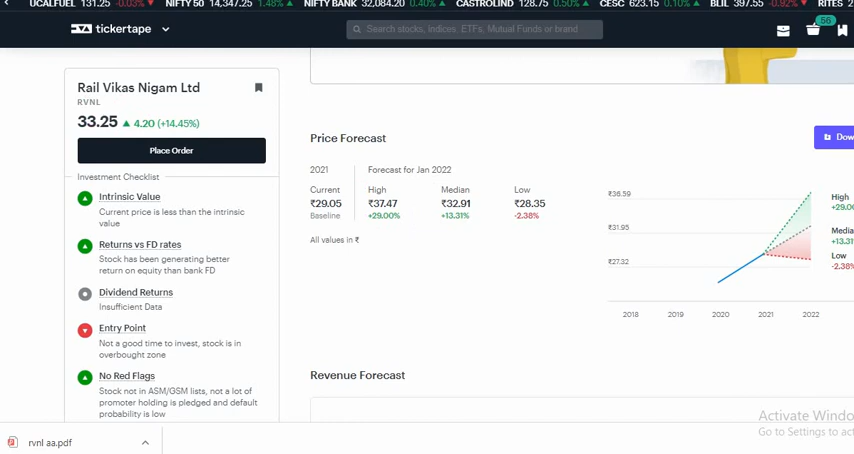 UCALFUEL 131.25 -0.03% NIFTY 50 14,347.25 1.48% NIFTY BANK 32,084.20 0.40% CASTROLIND 128.75 0.50% CESC 623.15 0.10% BLIL 397.55 -0.92% RITES 2
tickertape
Search stocks, indices, ETFs, Mutual Funds or brand
56
Rail Vikas Nigam Ltd
RVNL
33.25 4.20 (+14.45%)
Place Order
Investment Checklist
Intrinsic Value
Current price is less than the intrinsic
value
Returns vs FD rates
Stock has been generating better
return on equity than bank FD
Dividend Returns
Insufficient Data
Entry Point
Not a good time to invest, stock is in
overbought zone
No Red Flags
Stock not in ASM/GSM lists, not a lot of
promoter holding is pledged and default
probability is low
Price Forecast
Dow
2021 Forecast for Jan 2022
Current High Median Low
₹29.05 ₹37.47 ₹32.91 ₹28.35
Baseline +29.00% +13.31% -2.38%
All values in ₹
₹36.59
₹31.95
₹27.32
2018 2019 2020 2021 2022
High
+29.00
Media
+13.31
Low
-2.38%
Revenue Forecast
Activate Windo
Go to Settings to act
rvnl aa.pdf